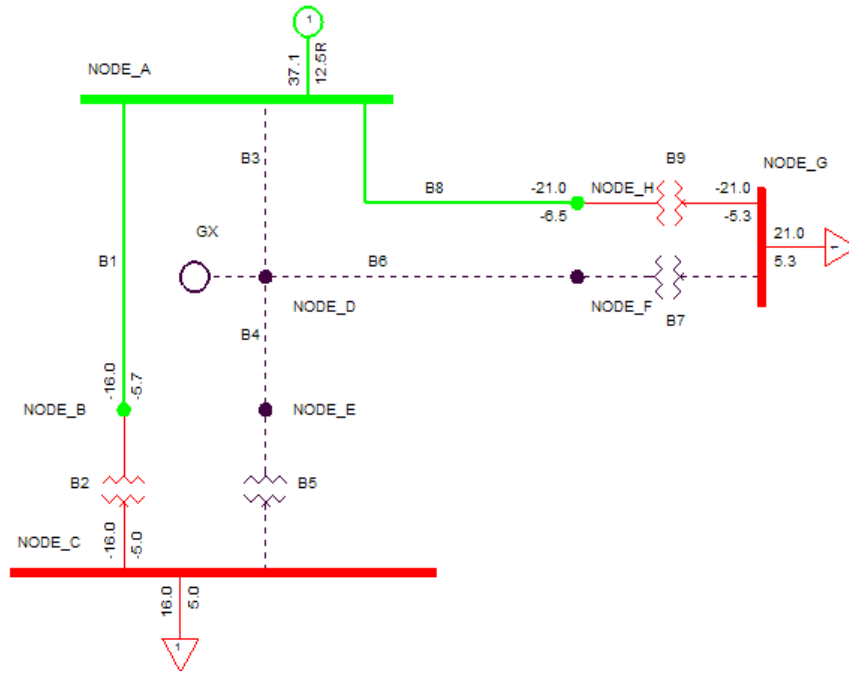 1
37.1
12.5R
NODE_A
B3
B9
NODE_G
B8
-21.0
NODE_H
-21.0
-6.5
-5.3
21.0
1
5.3
GX
B1
B6
NODE_D
NODE_F
B7
B4
-16.0
-5.7
NODE_B
NODE_E
B2
B5
-16.0
-5.0
NODE_C
16.0
5.0
1